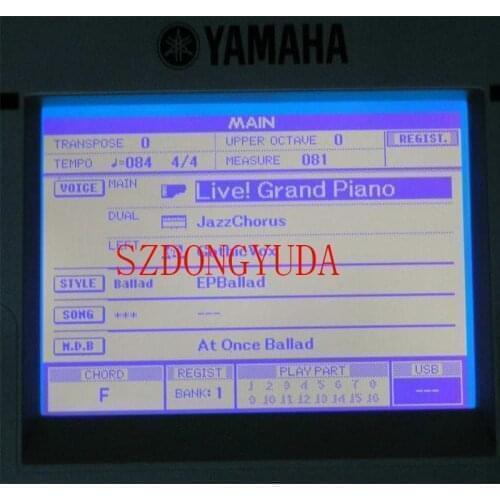 YAMAHA
MAIN
TRANSPOSE 0 UPPER OCTAVE 0 REGIST.
TEMPO ♩=084 4/4 MEASURE 081
VOICE MAIN Live! Grand Piano
DUAL JazzChorus
LEFT GothicVox
SZDONGYUDA
STYLE Ballad EPBallad
SONG *** ---
M.D.B At Once Ballad
CHORD REGIST PLAY PART USB
F BANK: 1 1 2 3 4 5 6 7 8 ---
9 10 11 12 13 14 15 16